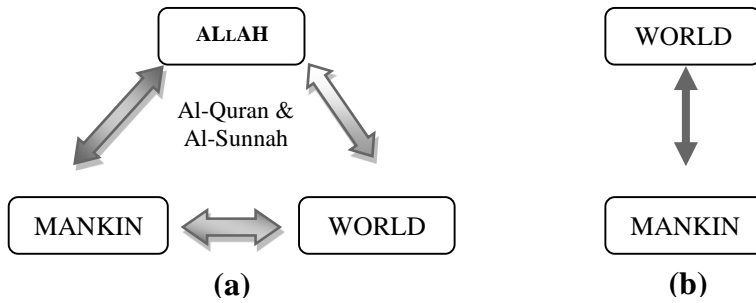 ALLAH
WORLD
Al-Quran &
Al-Sunnah
MANKIN
WORLD
MANKIN
(a)
(b)